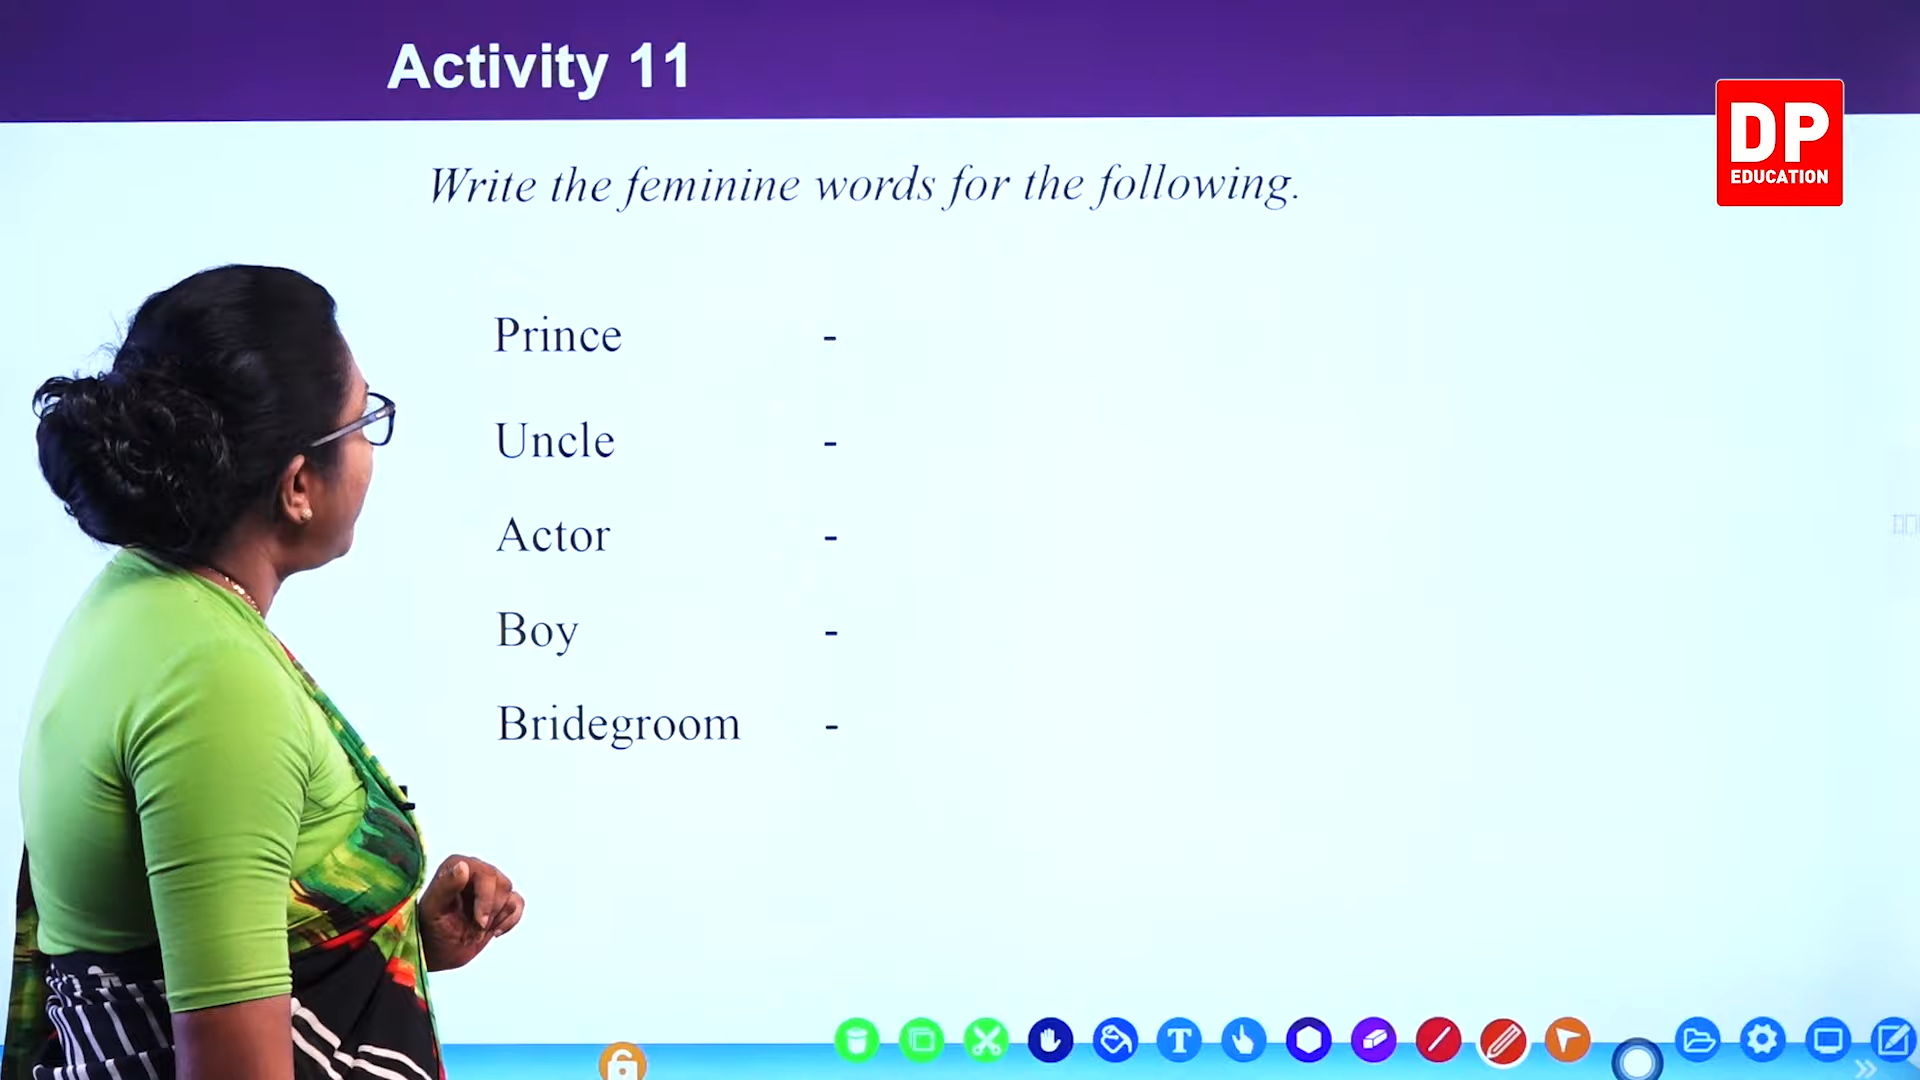 Activity 11
DP
EDUCATION
Write the feminine words for the following.
Prince -
Uncle -
Actor -
Boy -
Bridegroom -
T